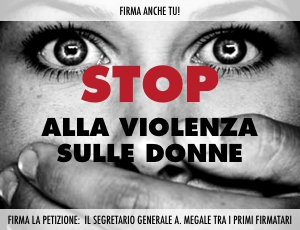 FIRMA ANCHE TU!
STOP
ALLA VIOLENZA
SULLE DONNE
FIRMA LA PETIZIONE: IL SEGRETARIO GENERALE A. MEGALE TRA I PRIMI FIRMATARI